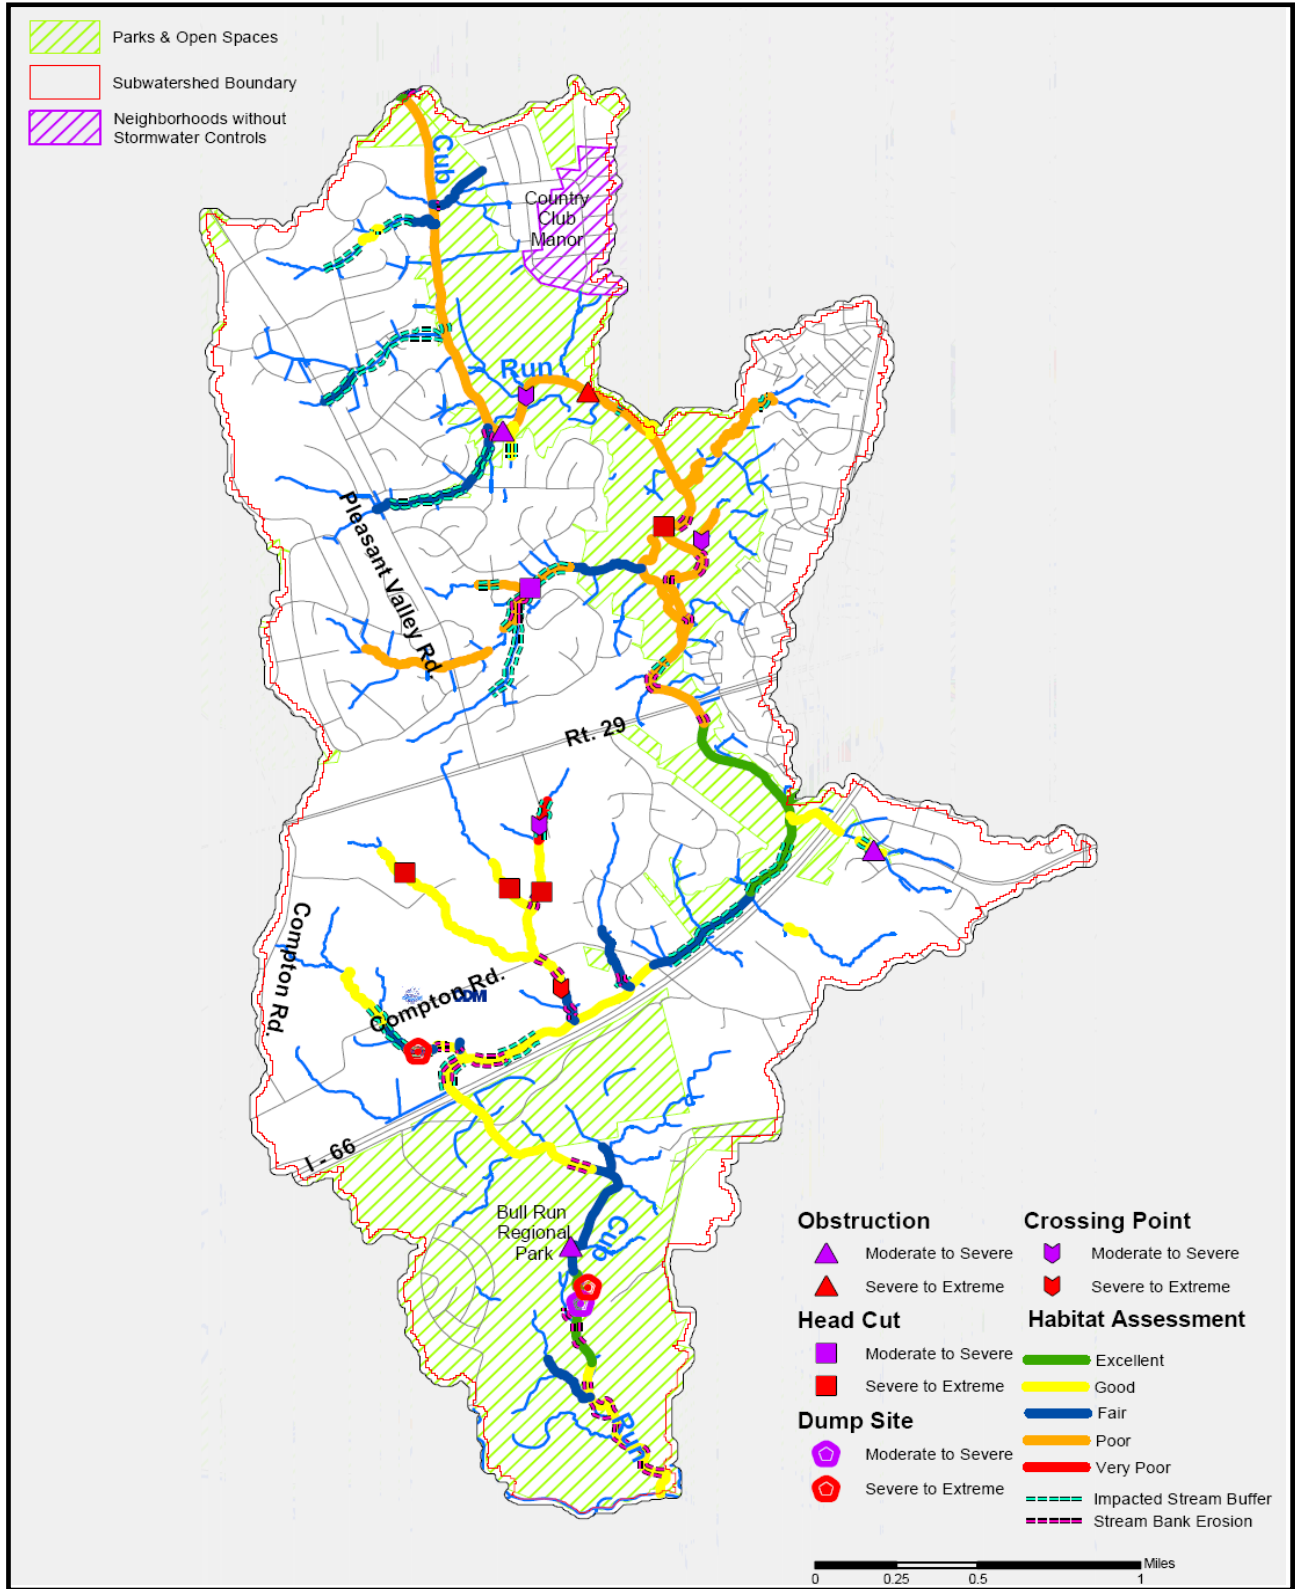 Parks & Open Spaces
Subwatershed Boundary
Neighborhoods without
Stormwater Controls
Cub
Country
Club
Manor
Run
Pleasant Valley Rd.
Rt. 29
Compton Rd.
Compton Rd.
CDM
I - 66
Bull Run
Regional
Park
Cub
Run
Obstruction
Moderate to Severe
Severe to Extreme
Head Cut
Moderate to Severe
Severe to Extreme
Dump Site
Moderate to Severe
Severe to Extreme
Crossing Point
Moderate to Severe
Severe to Extreme
Habitat Assessment
Excellent
Good
Fair
Poor
Very Poor
Impacted Stream Buffer
Stream Bank Erosion
Miles
0 0.25 0.5 1